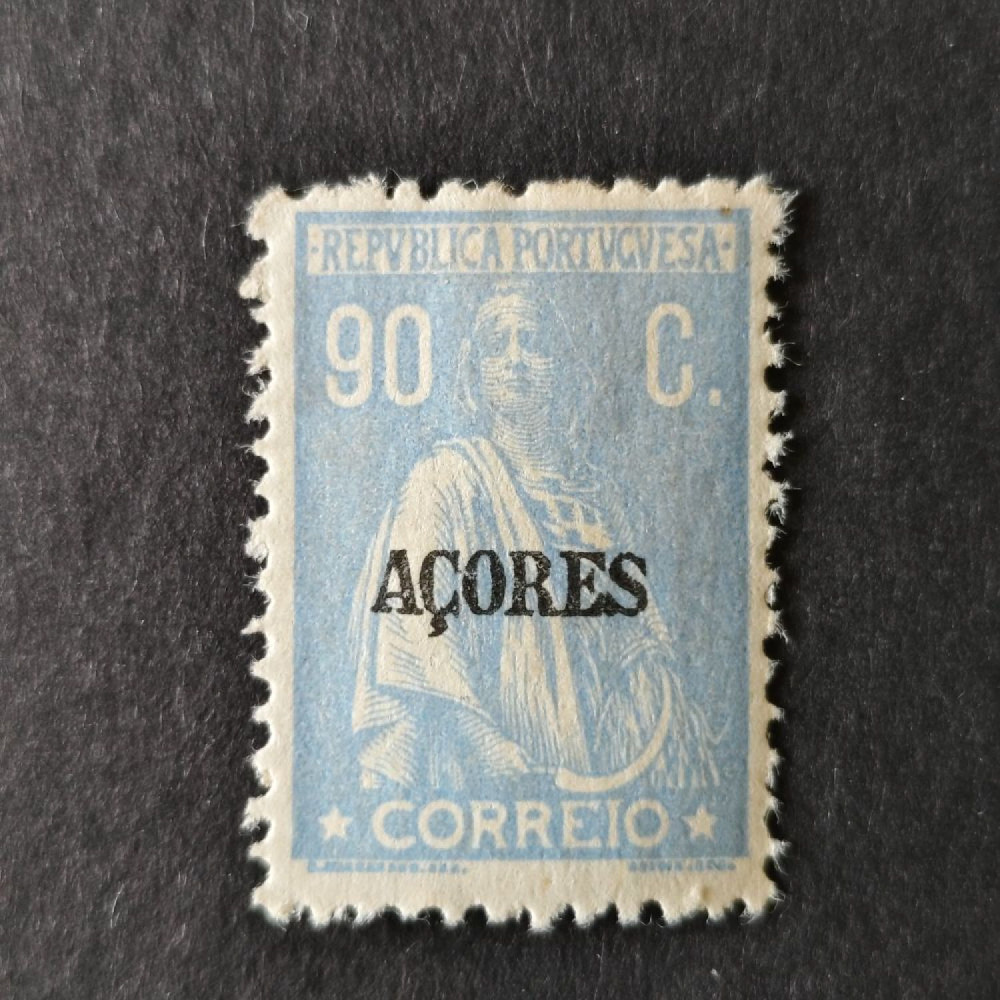 ·REPVBLICA PORTVGVESA·
90 C.
AÇORES
★ CORREIO ★